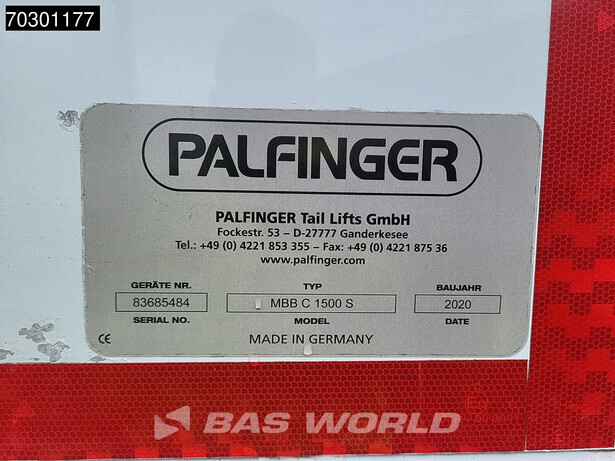 70301177
PALFINGER
PALFINGER Tail Lifts GmbH
Fockestr. 53 – D-27777 Ganderkesee
Tel.: +49 (0) 4221 853 355 – Fax: +49 (0) 4221 875 36
www.palfinger.com
GERÄTE NR. TYP BAUJAHR
83685484 MBB C 1500 S 2020
SERIAL NO. MODEL DATE
CE MADE IN GERMANY
BAS WORLD